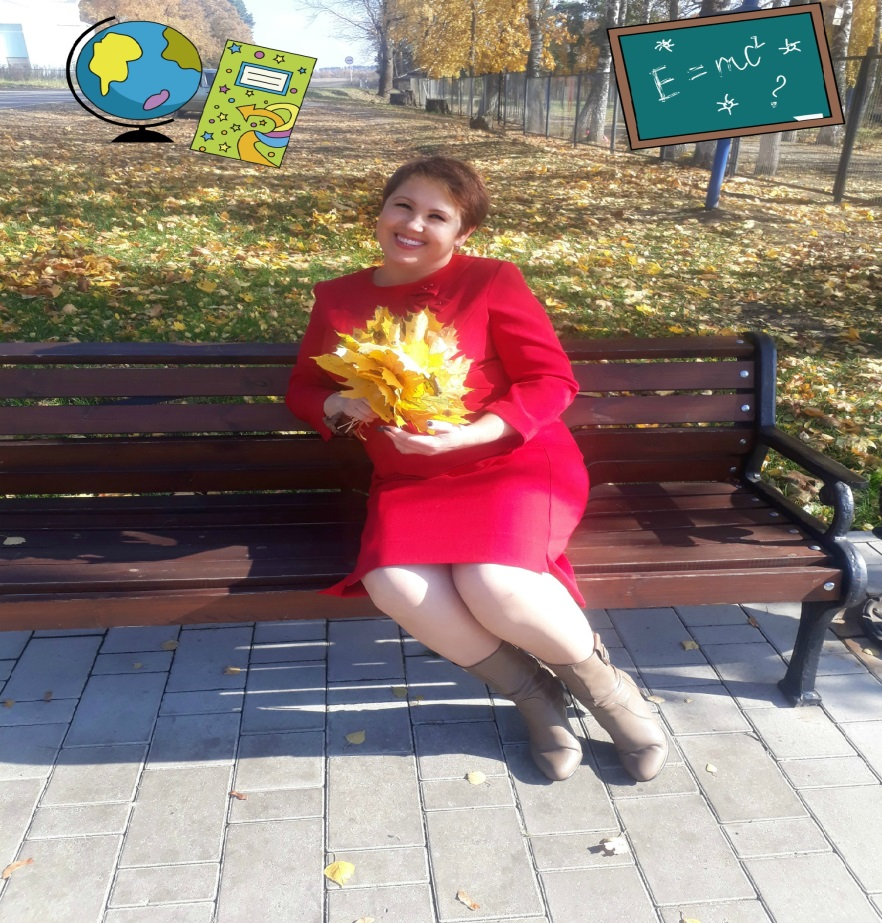 E = mc²
?